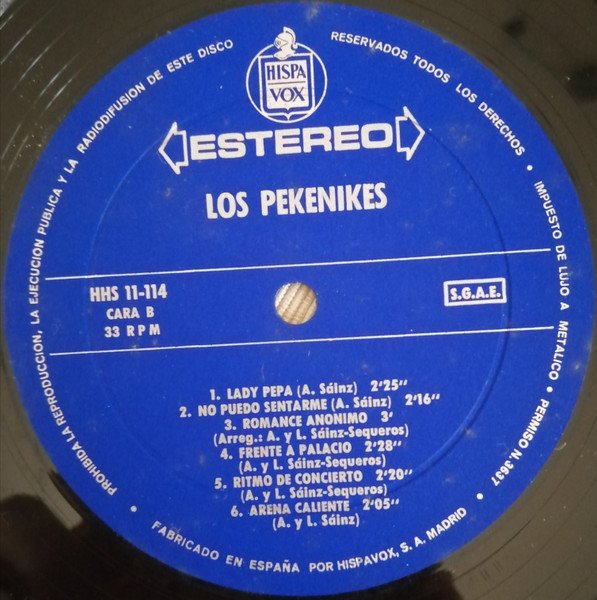 PROHIBIDA LA REPRODUCCION, LA EJECUCION PUBLICA Y LA RADIODIFUSION DE ESTE DISCO
RESERVADOS TODOS LOS DERECHOS • IMPUESTO DE LUJO A METALICO • PERMISO N. 3637
HISPA
VOX
ESTEREO
LOS PEKENIKES
HHS 11-114
CARA B
33 RPM
S.G.A.E.
1. LADY PEPA (A. Sáinz) 2'25"
2. NO PUEDO SENTARME (A. Sáinz) 2'16"
3. ROMANCE ANONIMO 3'
(Arreg.: A. y L. Sáinz-Sequeros)
4. FRENTE A PALACIO 2'28"
(A. y L. Sáinz-Sequeros)
5. RITMO DE CONCIERTO 2'20"
(A. y L. Sáinz-Sequeros)
6. ARENA CALIENTE 2'05"
(A. y L. Sáinz)
• FABRICADO EN ESPAÑA POR HISPAVOX, S. A. MADRID •